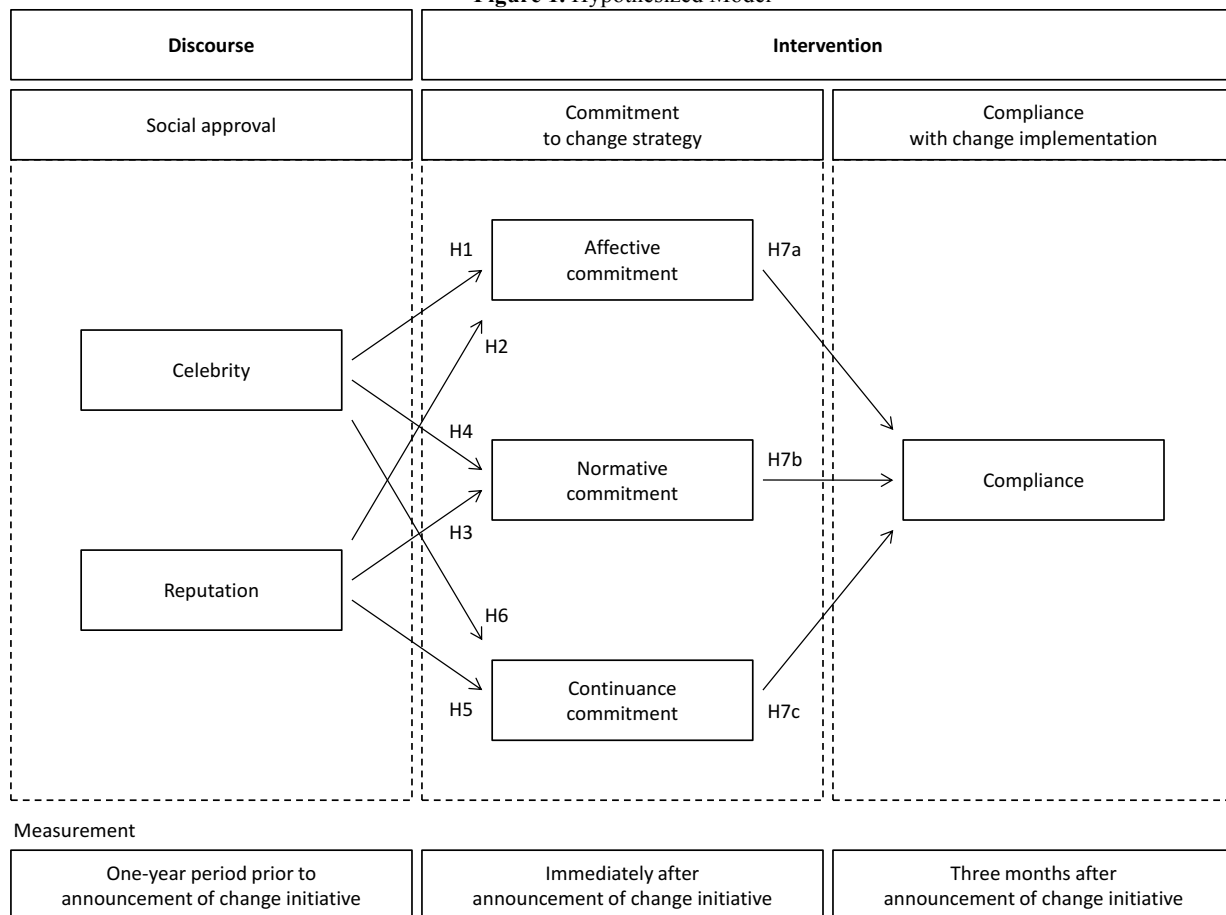 Figure 1. Hypothesized Model
Discourse
Intervention
Social approval
Commitment
to change strategy
Compliance
with change implementation
H1
Affective
commitment
H7a
H2
Celebrity
H4
Normative
commitment
H7b
Compliance
H3
Reputation
H6
Continuance
commitment
H5
H7c
Measurement
One-year period prior to
announcement of change initiative
Immediately after
announcement of change initiative
Three months after
announcement of change initiative